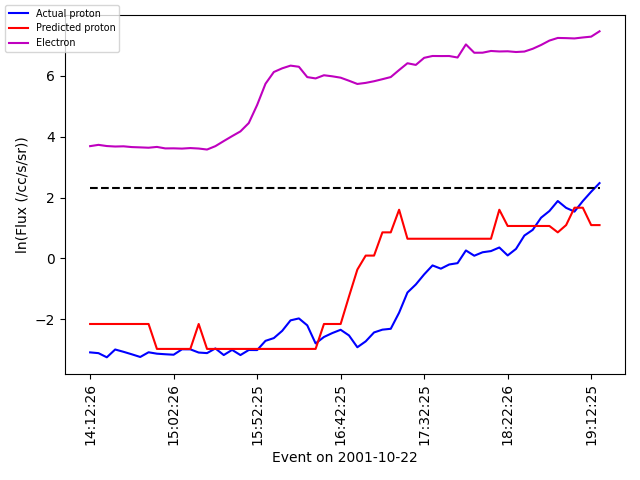 Actual proton
Predicted proton
Electron
ln(Flux (/cc/s/sr))
6
4
2
0
−2
14:12:26
15:02:26
15:52:25
16:42:25
17:32:25
18:22:26
19:12:25
Event on 2001-10-22